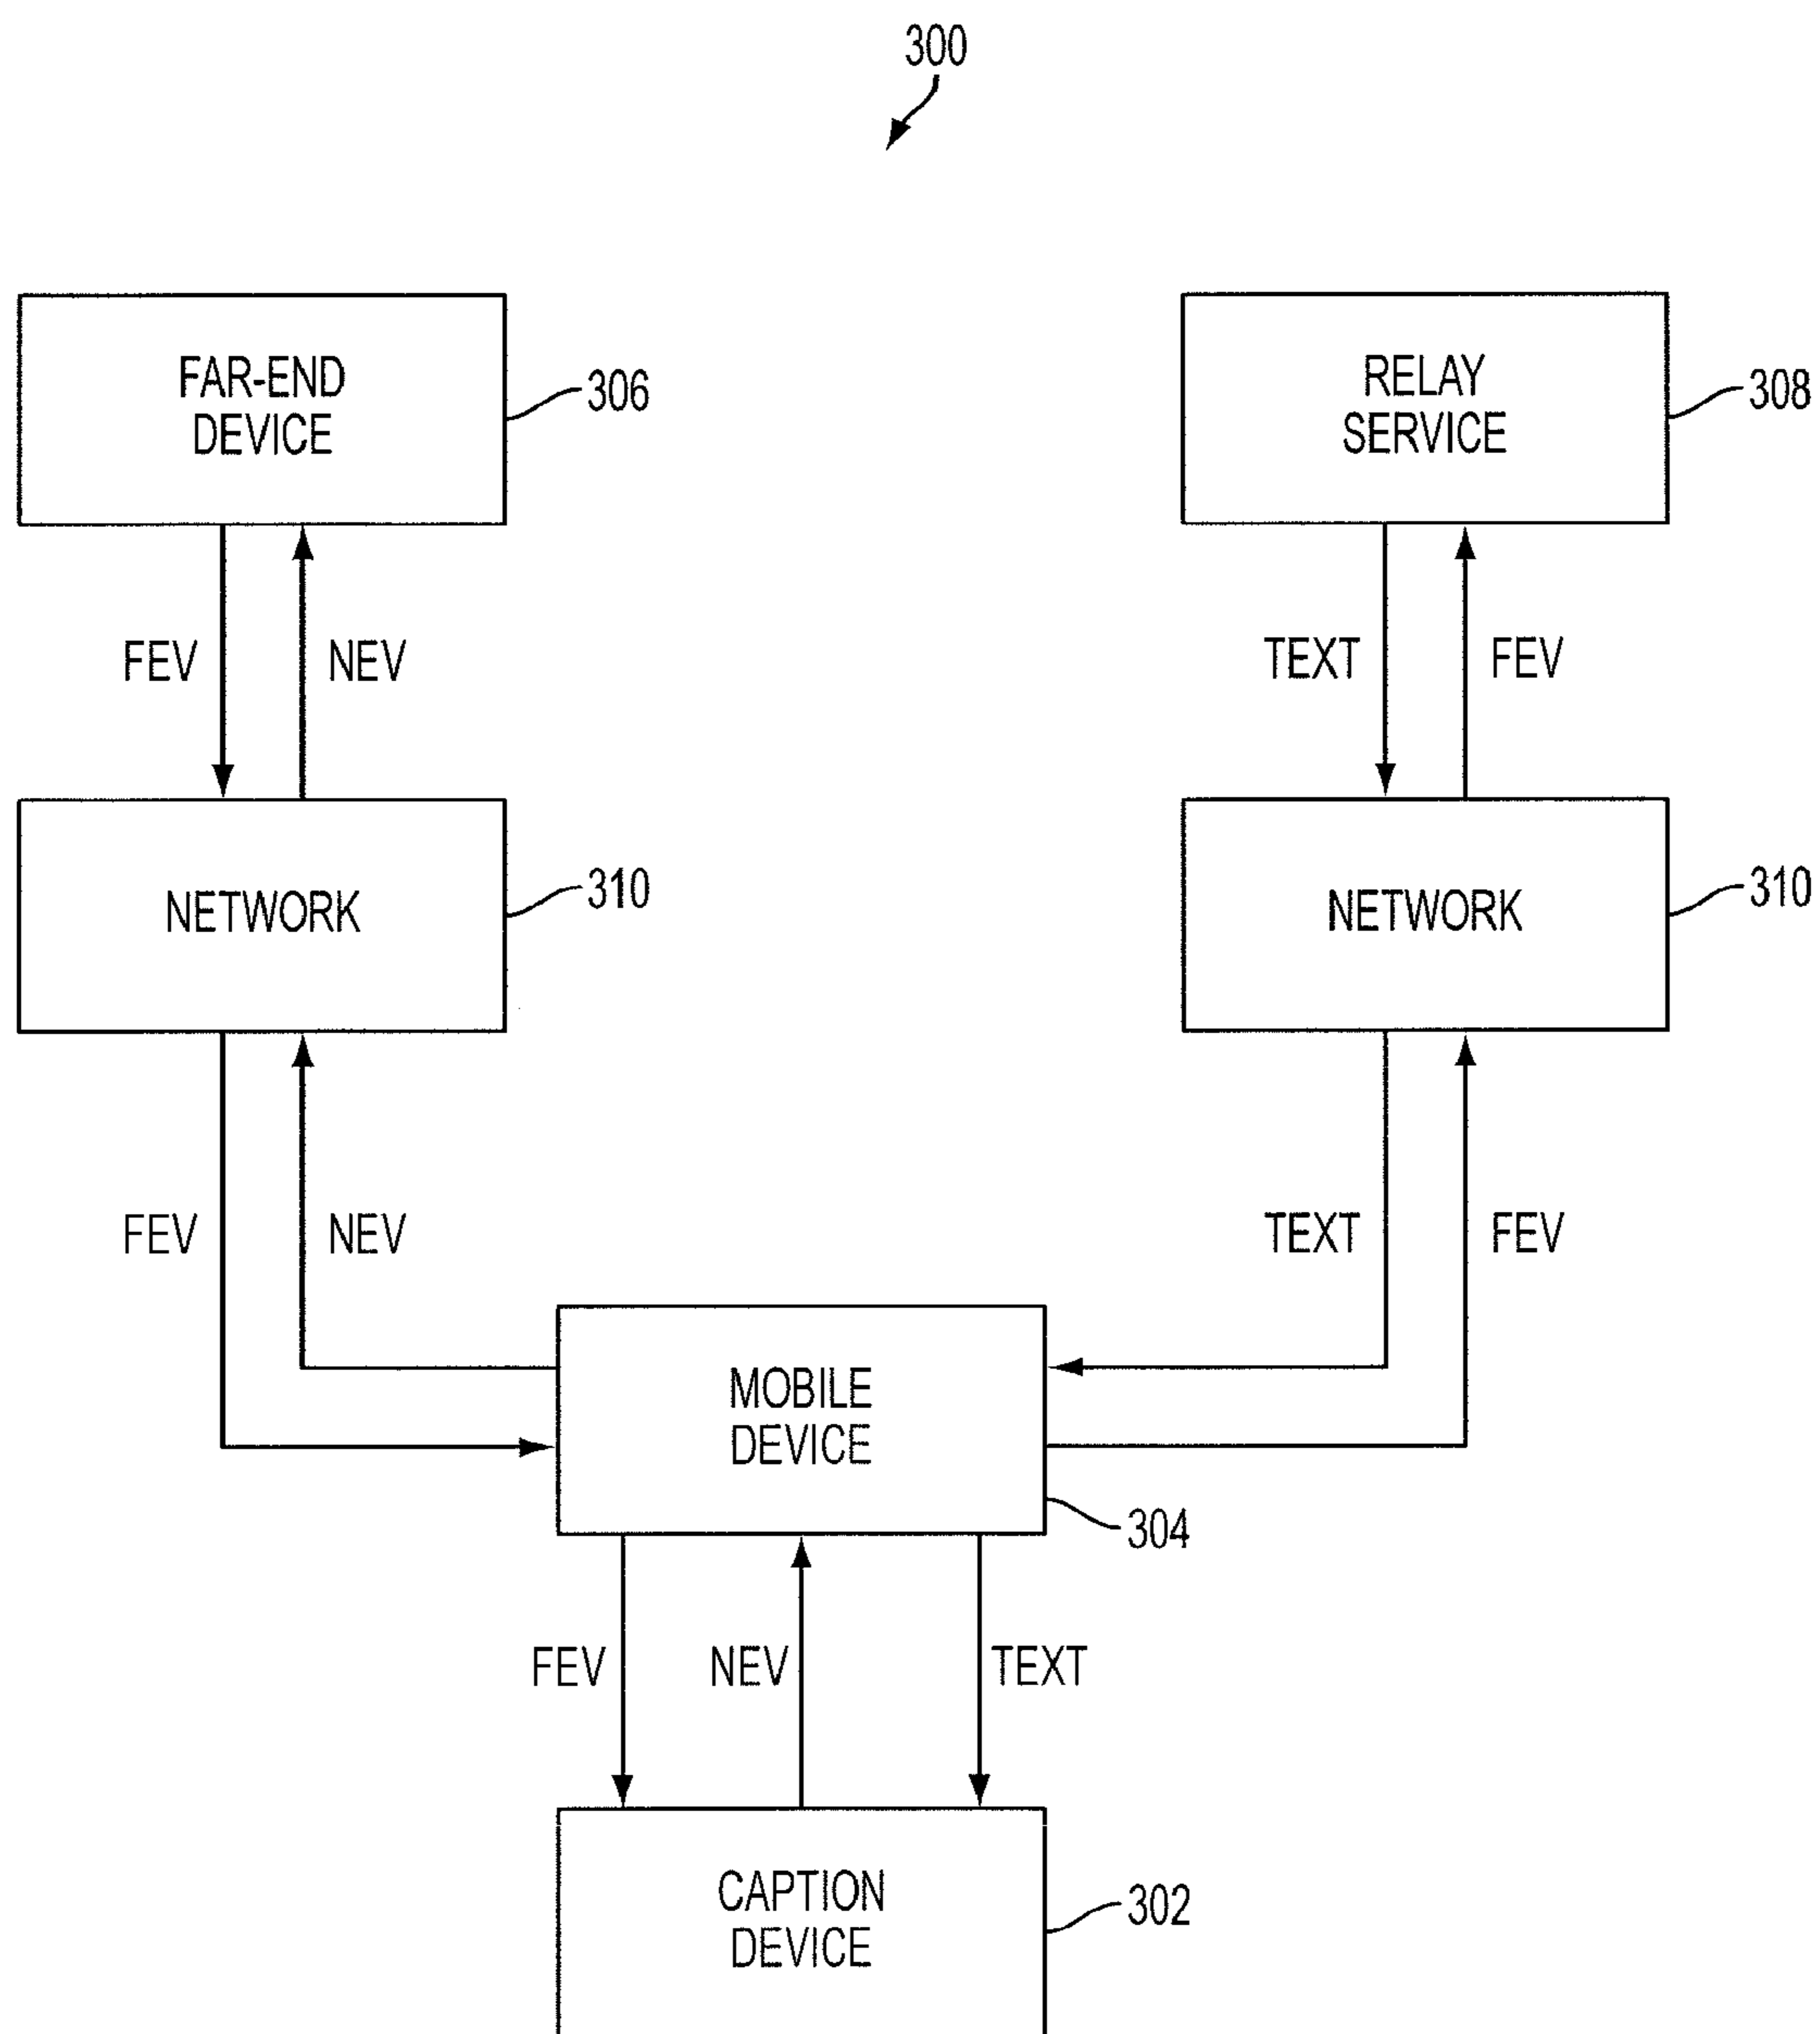 300
FAR-END
DEVICE
306
RELAY
SERVICE
308
FEV
NEV
TEXT
FEV
NETWORK
310
NETWORK
310
FEV
NEV
TEXT
FEV
MOBILE
DEVICE
304
FEV
NEV
TEXT
CAPTION
DEVICE
302